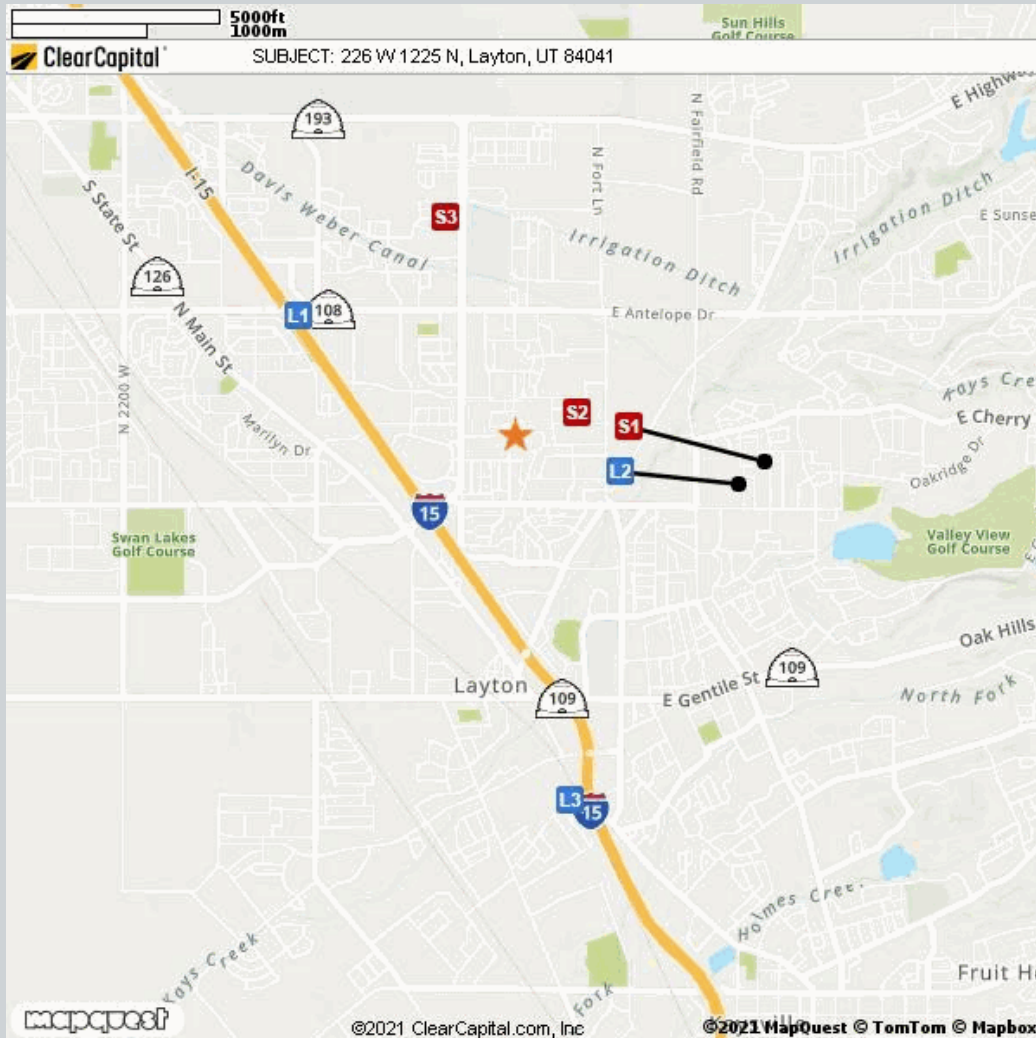 5000ft
1000m
Sun Hills
Golf Course
ClearCapital
SUBJECT: 226 W 1225 N, Layton, UT 84041
193
N Fairfield Rd
I-15
Davis Weber Canal
N Fort Ln
S3
Irrigation Ditch
Irrigation Ditch
E Sunse
S State St
126
L1
108
E Antelope Dr
N Main St
N 2200 W
Kays Cree
S2
S1
E Cherry
Marilyn Dr
L2
Oakridge Dr
15
Swan Lakes
Golf Course
Valley View
Golf Course
Oak Hills
109
Layton
109
E Gentile St
North Fork
L3
15
Holmes Cree
Kays Creek
Fruit H
Fork
mapquest
©2021 ClearCapital.com, Inc
©2021 MapQuest © TomTom © Mapbox
Kaysville